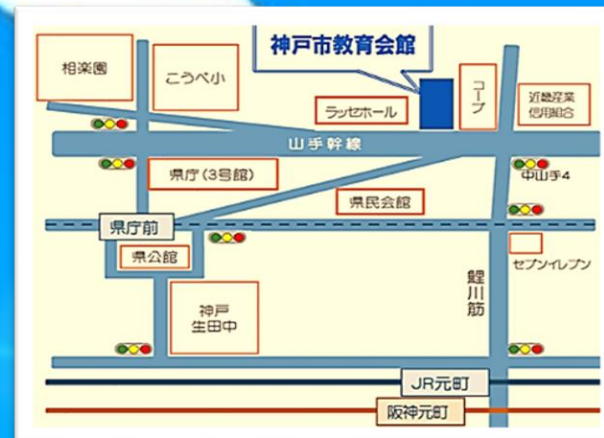 神戸市教育会館
相楽園
こうべ小
ラッセホール
コープ
近畿産業
信用組合
山手幹線
県庁(3号館)
中山手4
県民会館
県庁前
県公館
セブンイレブン
鯉川筋
神戸
生田中
JR元町
阪神元町